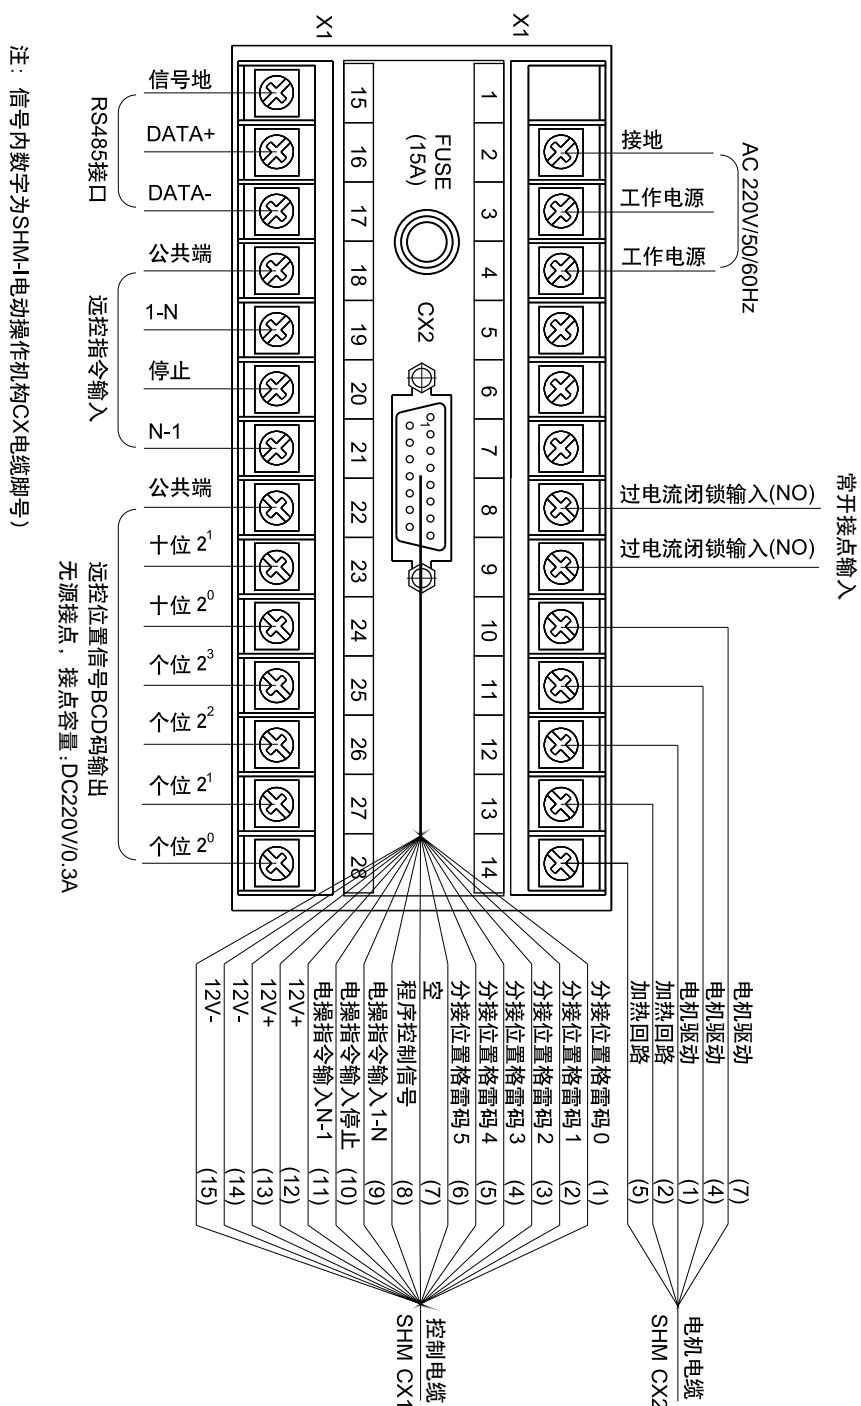 X1
X1
信号地
DATA+
DATA-
RS485接口
公共端
1-N
停止
N-1
远控指令输入
公共端
十位 2¹
十位 2⁰
个位 2³
个位 2²
个位 2¹
个位 2⁰
远控位置信号BCD码输出
无源接点，接点容量:DC220V/0.3A
15
16
17
18
19
20
21
22
23
24
25
26
27
28
FUSE
(15A)
CX2
1
1
2
3
4
5
6
7
8
9
10
11
12
13
14
接地
工作电源
工作电源
AC 220V/50/60Hz
过电流闭锁输入(NO)
过电流闭锁输入(NO)
常开接点输入
电机驱动 (7)
电机驱动 (4)
电机驱动 (1)
加热回路 (2)
加热回路 (5)
电机电缆
SHM CX2
分接位置格雷码0 (1)
分接位置格雷码1 (2)
分接位置格雷码2 (3)
分接位置格雷码3 (4)
分接位置格雷码4 (5)
分接位置格雷码5 (6)
空 (7)
程序控制信号 (8)
电操指令输入1-N (9)
电操指令输入停止 (10)
电操指令输入N-1 (11)
12V+ (12)
12V+ (13)
12V- (14)
12V- (15)
控制电缆
SHM CX1
注：信号内数字为SHM-I电动操作机构CX电缆脚号）